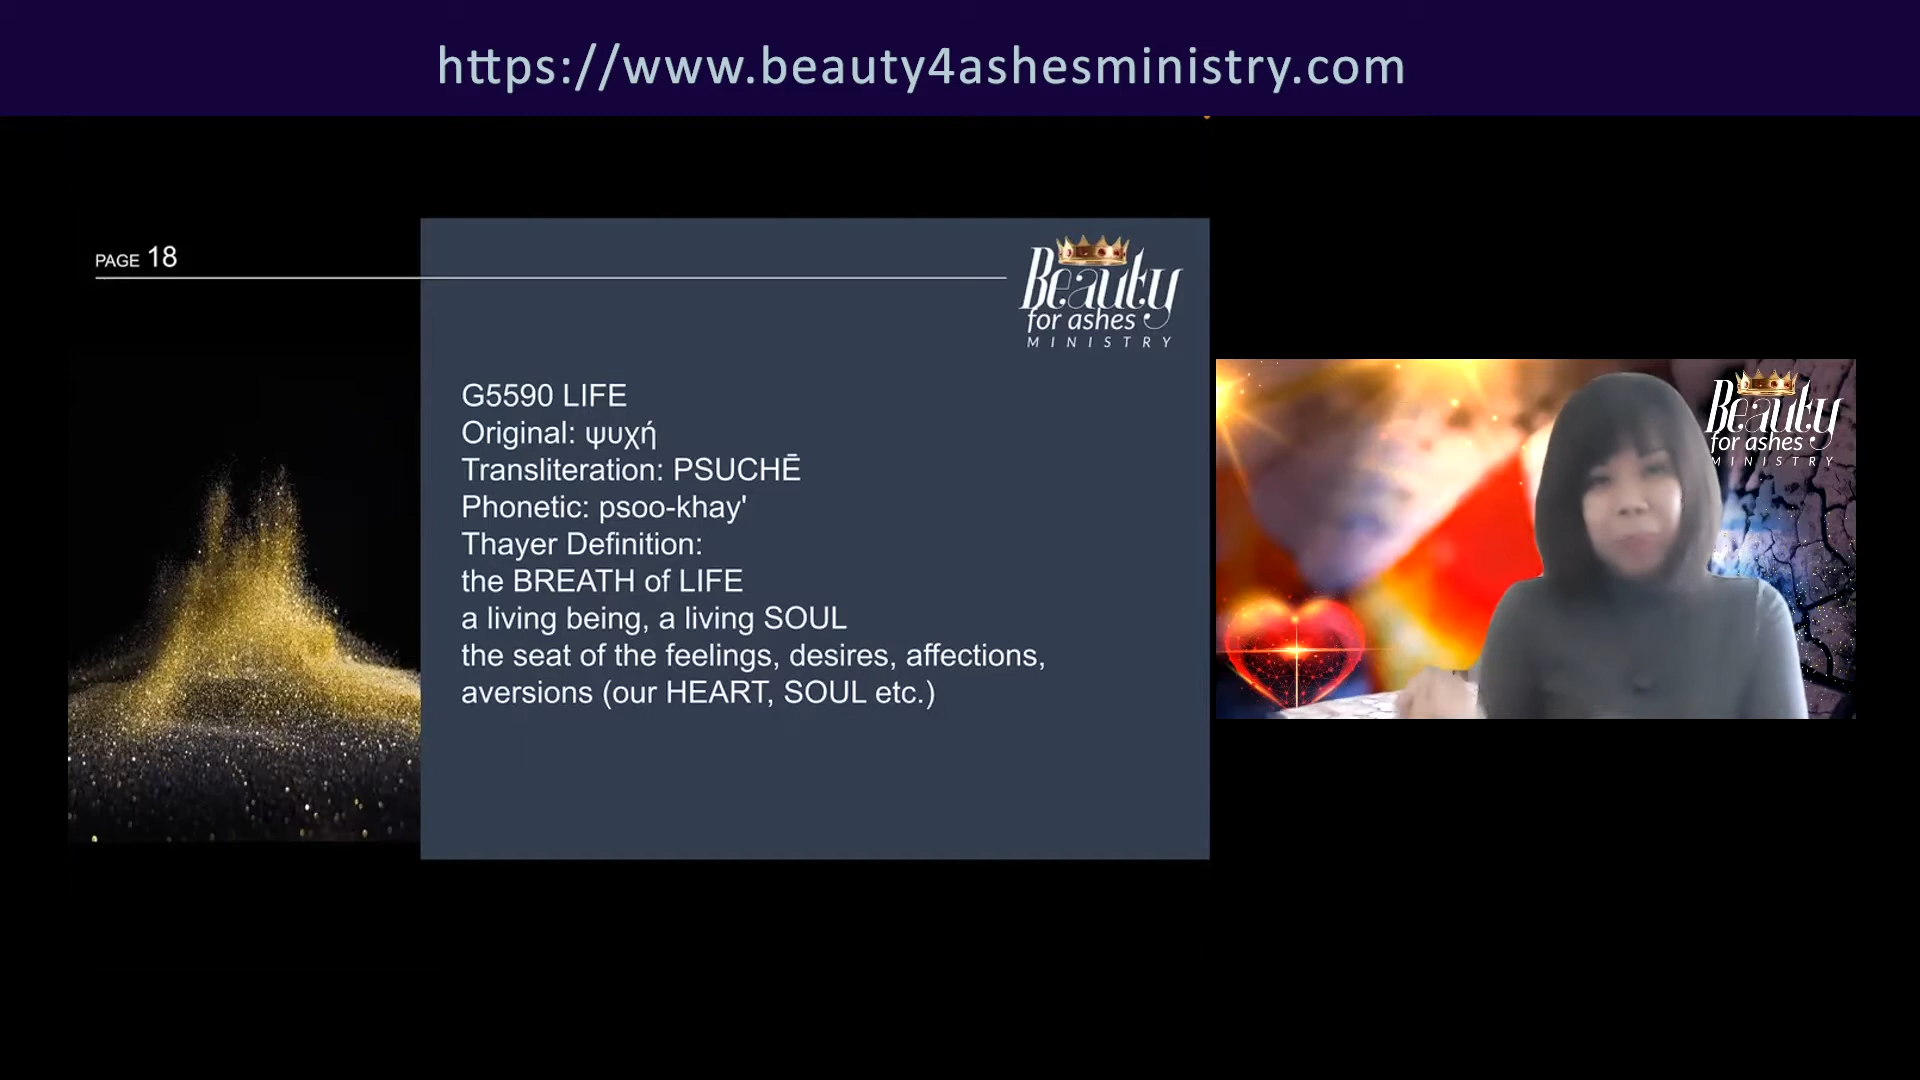 https://www.beauty4ashesministry.com
PAGE 18
Beauty
for ashes
MINISTRY
G5590 LIFE
Original: ψυχή
Transliteration: PSUCHĒ
Phonetic: psoo-khay'
Thayer Definition:
the BREATH of LIFE
a living being, a living SOUL
the seat of the feelings, desires, affections,
aversions (our HEART, SOUL etc.)
Beauty
for ashes
MINISTRY